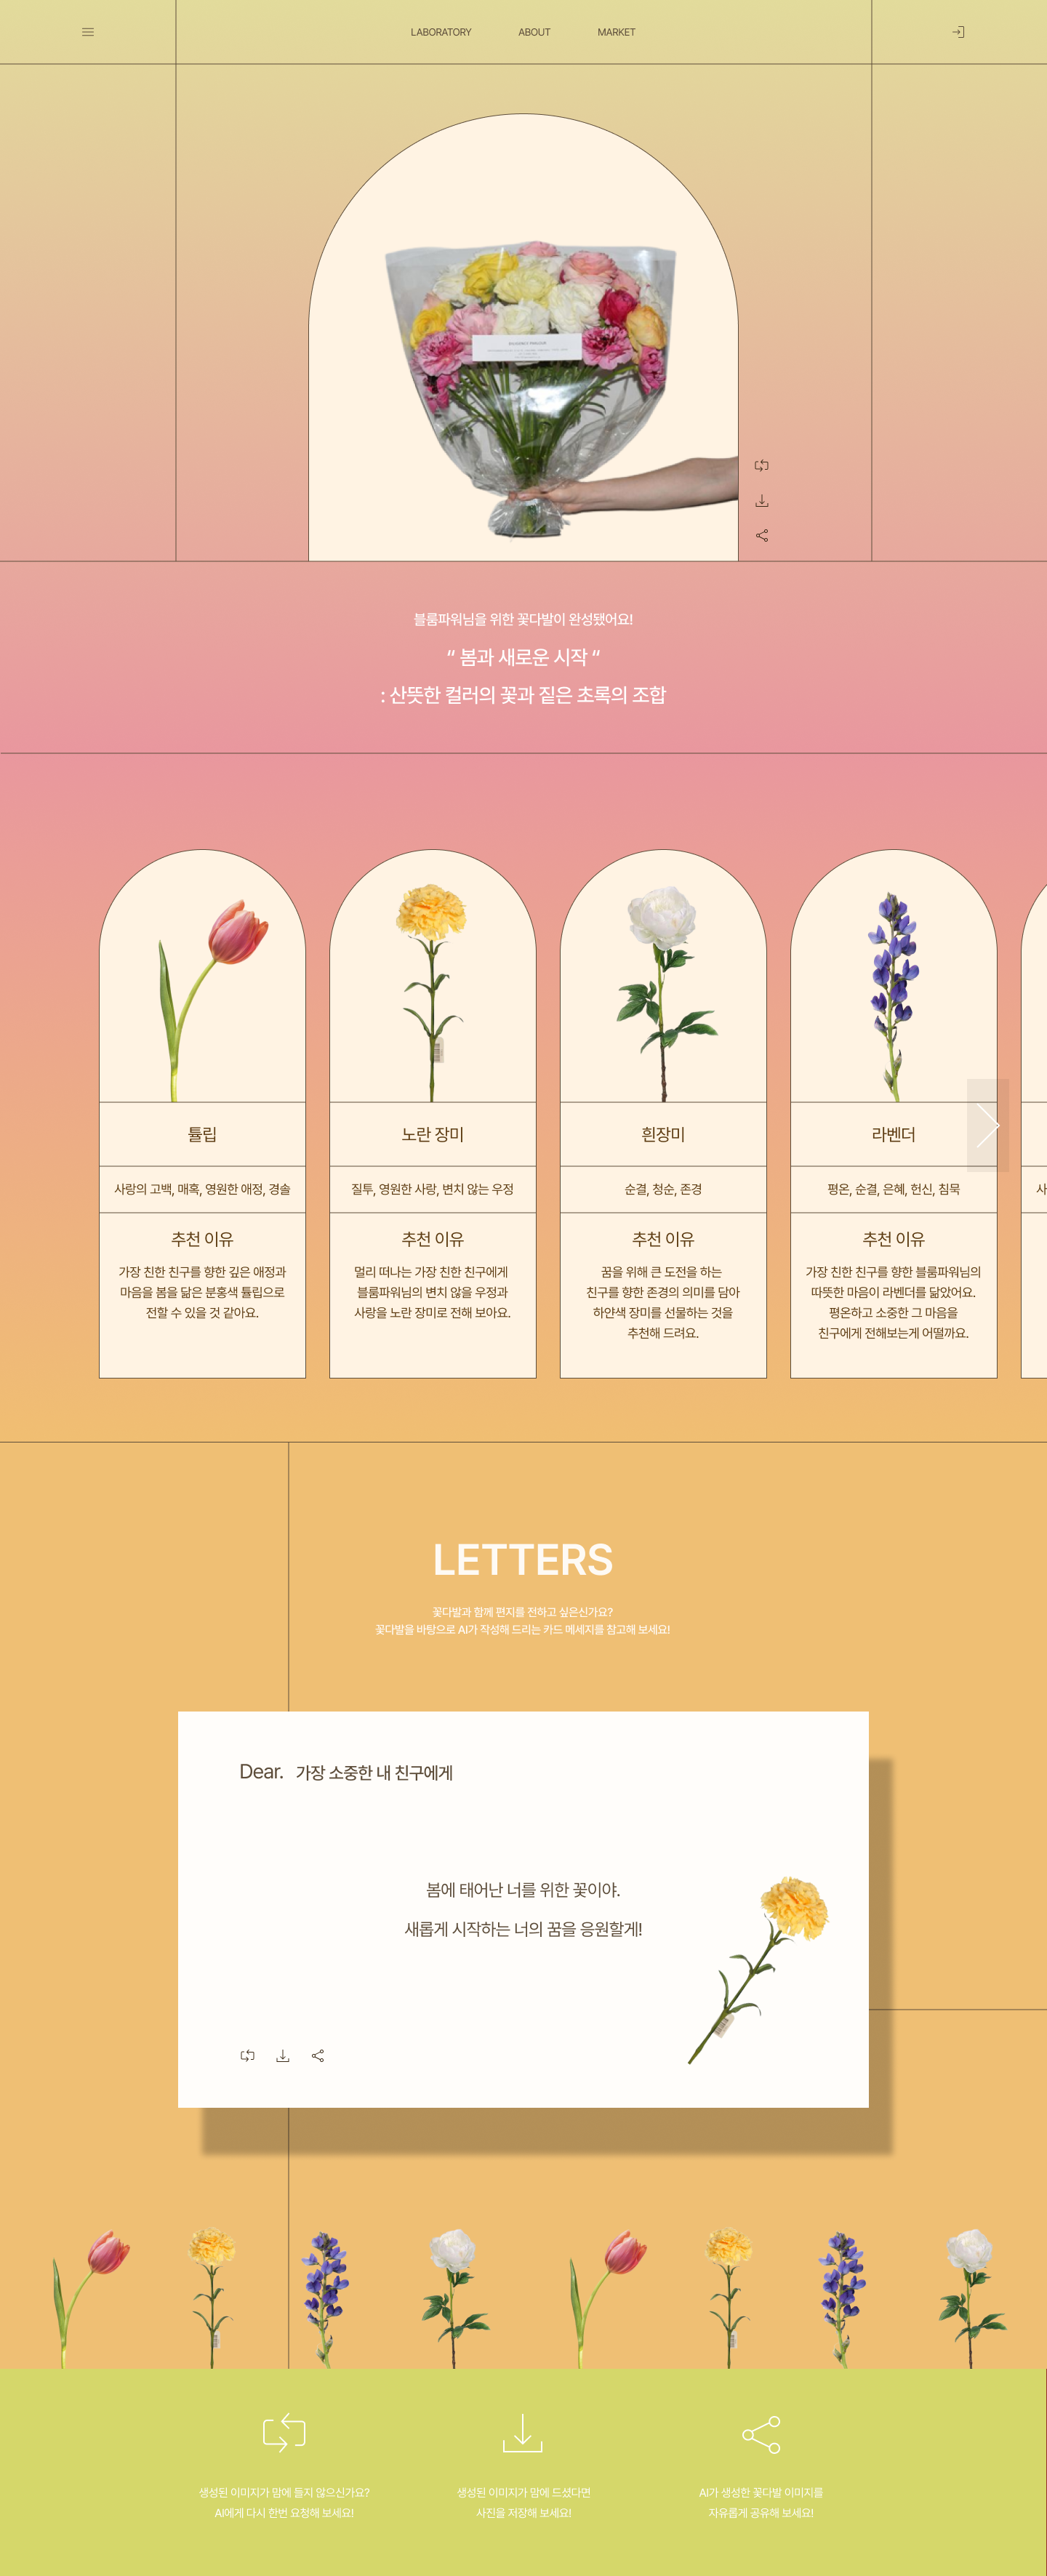 LABORATORY ABOUT MARKET
블룸파워님을 위한 꽃다발이 완성됐어요!
“ 봄과 새로운 시작 “
: 산뜻한 컬러의 꽃과 짙은 초록의 조합
튤립
사랑의 고백, 매혹, 영원한 애정, 경솔
추천 이유
가장 친한 친구를 향한 깊은 애정과
마음을 봄을 닮은 분홍색 튤립으로
전할 수 있을 것 같아요.
노란 장미
질투, 영원한 사랑, 변치 않는 우정
추천 이유
멀리 떠나는 가장 친한 친구에게
블룸파워님의 변치 않을 우정과
사랑을 노란 장미로 전해 보아요.
흰장미
순결, 청순, 존경
추천 이유
꿈을 위해 큰 도전을 하는
친구를 향한 존경의 의미를 담아
하얀색 장미를 선물하는 것을
추천해 드려요.
라벤더
평온, 순결, 은혜, 헌신, 침묵
추천 이유
가장 친한 친구를 향한 블룸파워님의
따뜻한 마음이 라벤더를 닮았어요.
평온하고 소중한 그 마음을
친구에게 전해보는게 어떨까요.
사
LETTERS
꽃다발과 함께 편지를 전하고 싶은신가요?
꽃다발을 바탕으로 AI가 작성해 드리는 카드 메세지를 참고해 보세요!
Dear. 가장 소중한 내 친구에게
봄에 태어난 너를 위한 꽃이야.
새롭게 시작하는 너의 꿈을 응원할게!
생성된 이미지가 맘에 들지 않으신가요?
AI에게 다시 한번 요청해 보세요!
생성된 이미지가 맘에 드셨다면
사진을 저장해 보세요!
AI가 생성한 꽃다발 이미지를
자유롭게 공유해 보세요!